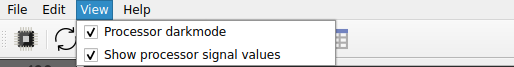 File Edit View Help
Processor darkmode
Show processor signal values